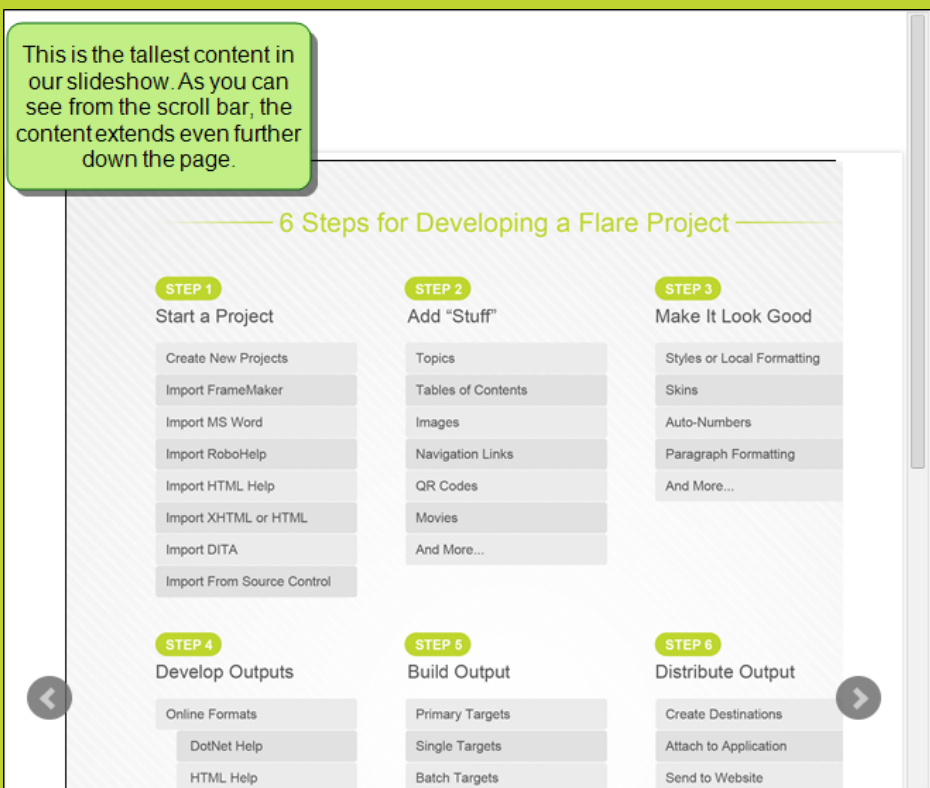 This is the tallest content in
our slideshow. As you can
see from the scroll bar, the
content extends even further
down the page.
6 Steps for Developing a Flare Project
STEP 1
Start a Project
Create New Projects
Import FrameMaker
Import MS Word
Import RoboHelp
Import HTML Help
Import XHTML or HTML
Import DITA
Import From Source Control
STEP 2
Add “Stuff”
Topics
Tables of Contents
Images
Navigation Links
QR Codes
Movies
And More...
STEP 3
Make It Look Good
Styles or Local Formatting
Skins
Auto-Numbers
Paragraph Formatting
And More...
STEP 4
Develop Outputs
Online Formats
DotNet Help
HTML Help
STEP 5
Build Output
Primary Targets
Single Targets
Batch Targets
STEP 6
Distribute Output
Create Destinations
Attach to Application
Send to Website